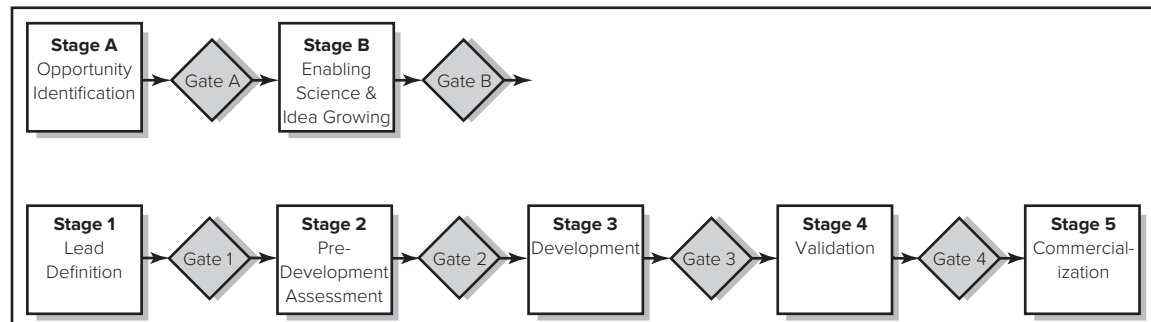 Stage A
Opportunity
Identification
Gate A
Stage B
Enabling
Science &
Idea Growing
Gate B
Stage 1
Lead
Definition
Gate 1
Stage 2
Pre-
Development
Assessment
Gate 2
Stage 3
Development
Gate 3
Stage 4
Validation
Gate 4
Stage 5
Commercial-
ization